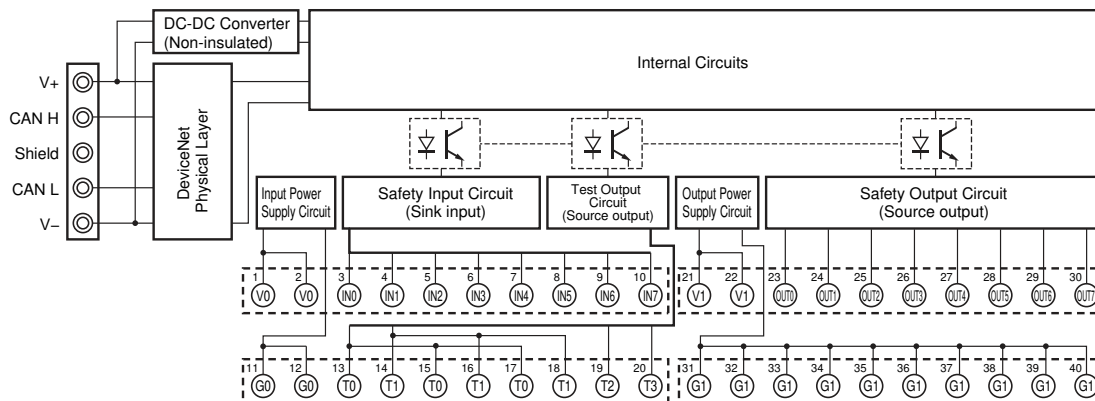 DC-DC Converter
(Non-insulated)
Internal Circuits
V+
CAN H
Shield
CAN L
V–
DeviceNet
Physical Layer
Input Power
Supply Circuit
Safety Input Circuit
(Sink input)
Test Output
Circuit
(Source output)
Output Power
Supply Circuit
Safety Output Circuit
(Source output)
1 2 3 4 5 6 7 8 9 10 21 22 23 24 25 26 27 28 29 30
V0 V0 IN0 IN1 IN2 IN3 IN4 IN5 IN6 IN7 V1 V1 OUT0 OUT1 OUT2 OUT3 OUT4 OUT5 OUT6 OUT7
11 12 13 14 15 16 17 18 19 20 31 32 33 34 35 36 37 38 39 40
G0 G0 T0 T1 T0 T1 T0 T1 T2 T3 G1 G1 G1 G1 G1 G1 G1 G1 G1 G1